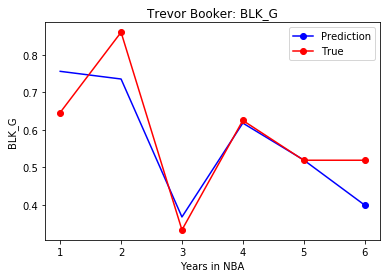 Trevor Booker: BLK_G
Prediction
True
BLK_G
0.8
0.7
0.6
0.5
0.4
1 2 3 4 5 6
Years in NBA